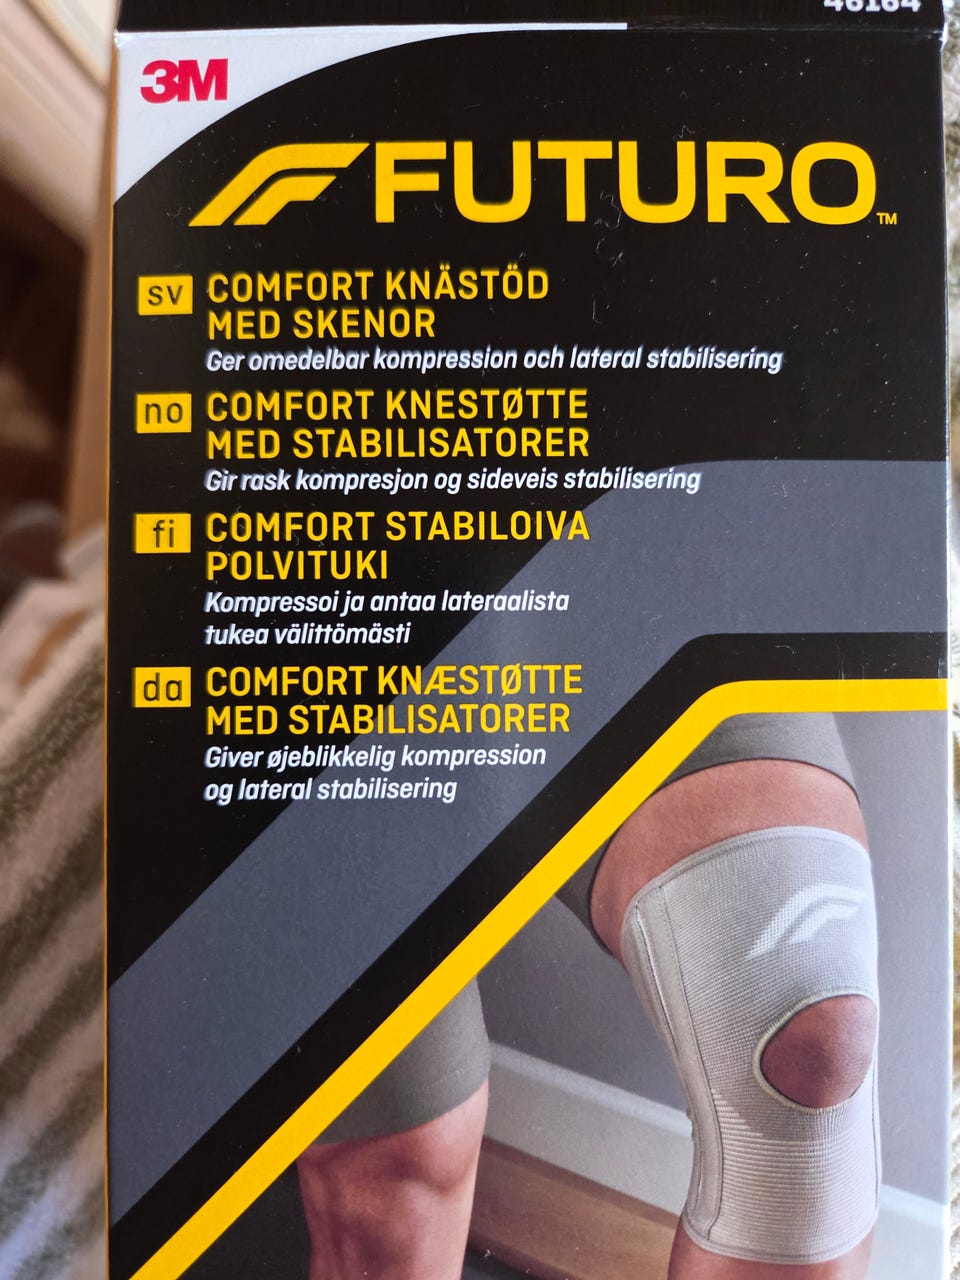 46164
3M
FUTURO™
sv
COMFORT KNÄSTÖD
MED SKENOR
Ger omedelbar kompression och lateral stabilisering
no
COMFORT KNESTØTTE
MED STABILISATORER
Gir rask kompresjon og sideveis stabilisering
fi
COMFORT STABILOIVA
POLVITUKI
Kompressoi ja antaa lateraalista
tukea välittömästi
da
COMFORT KNÆSTØTTE
MED STABILISATORER
Giver øjeblikkelig kompression
og lateral stabilisering